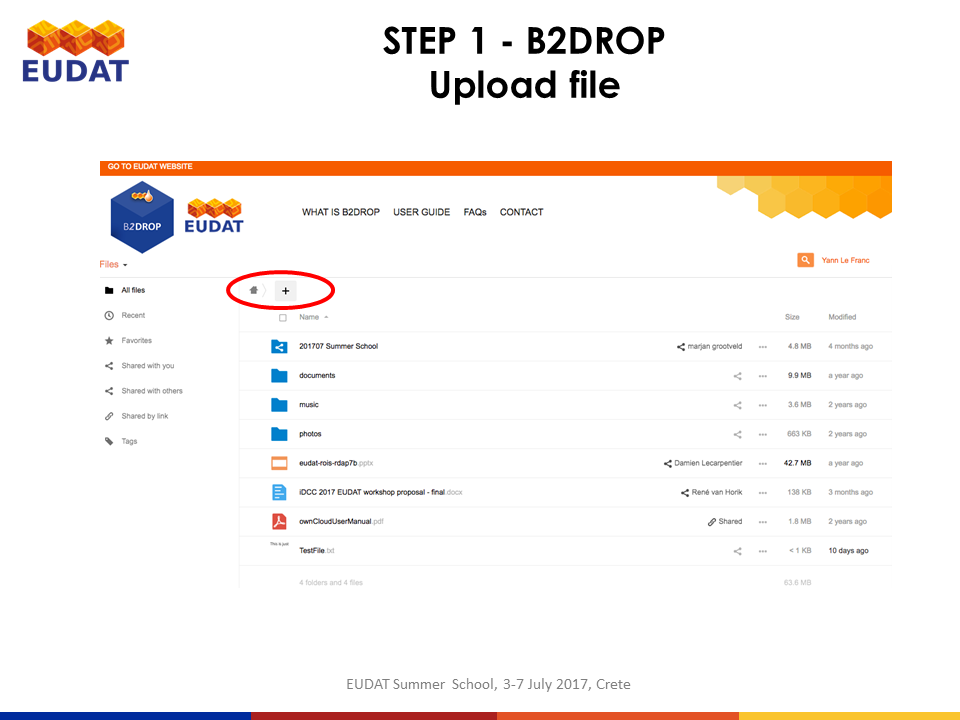 EUDAT
STEP 1 - B2DROP
Upload file
GO TO EUDAT WEBSITE
B2DROP
EUDAT
WHAT IS B2DROP USER GUIDE FAQs CONTACT
Files
Yann Le Franc
All files
+
Recent
Name Size Modified
Favorites
201707 Summer School marjan grootveld ... 4.8 MB 4 months ago
Shared with you
documents ... 9.9 MB a year ago
Shared with others
music ... 3.6 MB 2 years ago
Shared by link
photos ... 663 KB 2 years ago
Tags
eudat-rois-rdap7b.pptx Damien Lecarpentier ... 42.7 MB a year ago
iDCC 2017 EUDAT workshop proposal - final.docx René van Horik ... 138 KB 3 months ago
ownCloudUserManual.pdf Shared ... 1.8 MB 2 years ago
This is just
TestFile.txt ... < 1 KB 10 days ago
4 folders and 4 files 63.6 MB
EUDAT Summer School, 3-7 July 2017, Crete